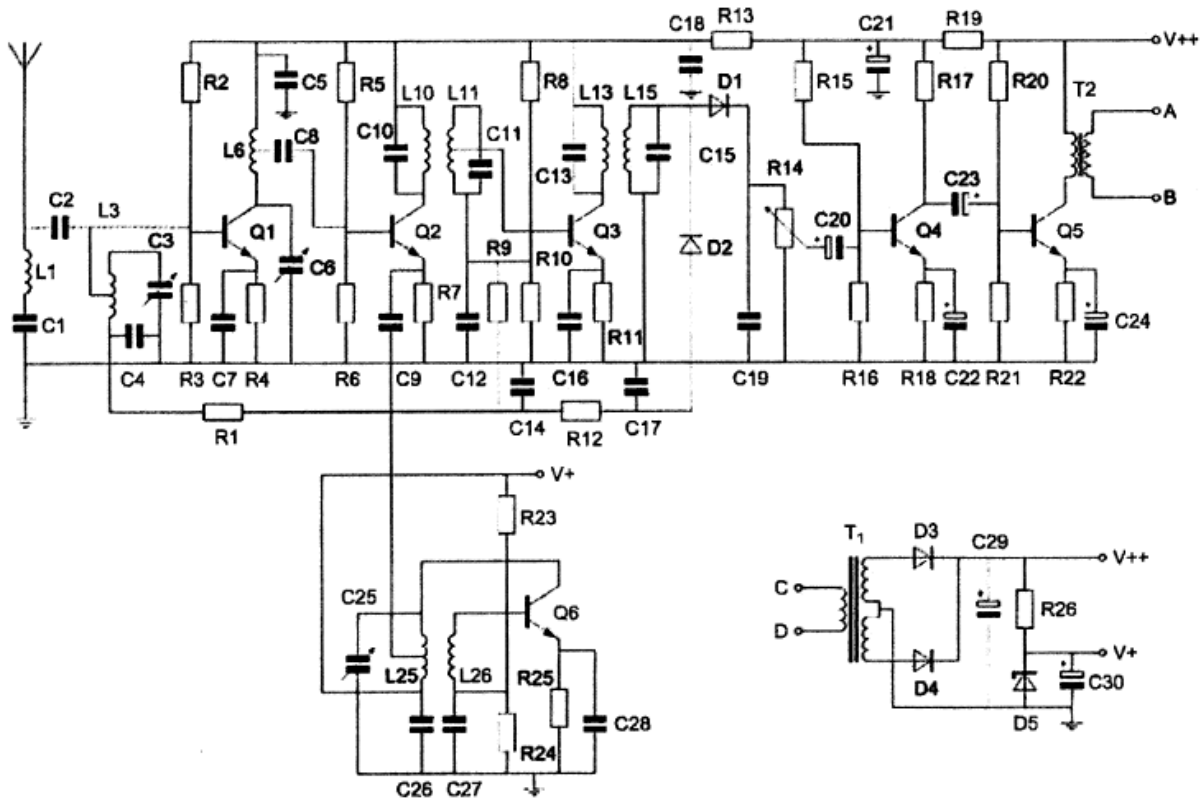 C18 R13 C21 R19
V++
R2 C5 R5 L10 L11 R8 L13 L15 D1 R15 R17 R20 T2
A
L6 C8 C10 C11 C13 C15 R14 C23
C2 L3 C20 B
C3 Q1 Q2 R9 Q3 D2 Q4 Q5
L1 C6 R7 R10
C1 R11 C24
C4 R3 C7 R4 R6 C9 C12 C16 C19 R16 R18 C22 R21 R22
R1 C14 R12 C17
V+
R23
T1 D3 C29 V++
C25 Q6 C R26
D V+
L25 L26 R25 D4 C30
C28 D5
R24
C26 C27
+
+
+
+
+
+
+